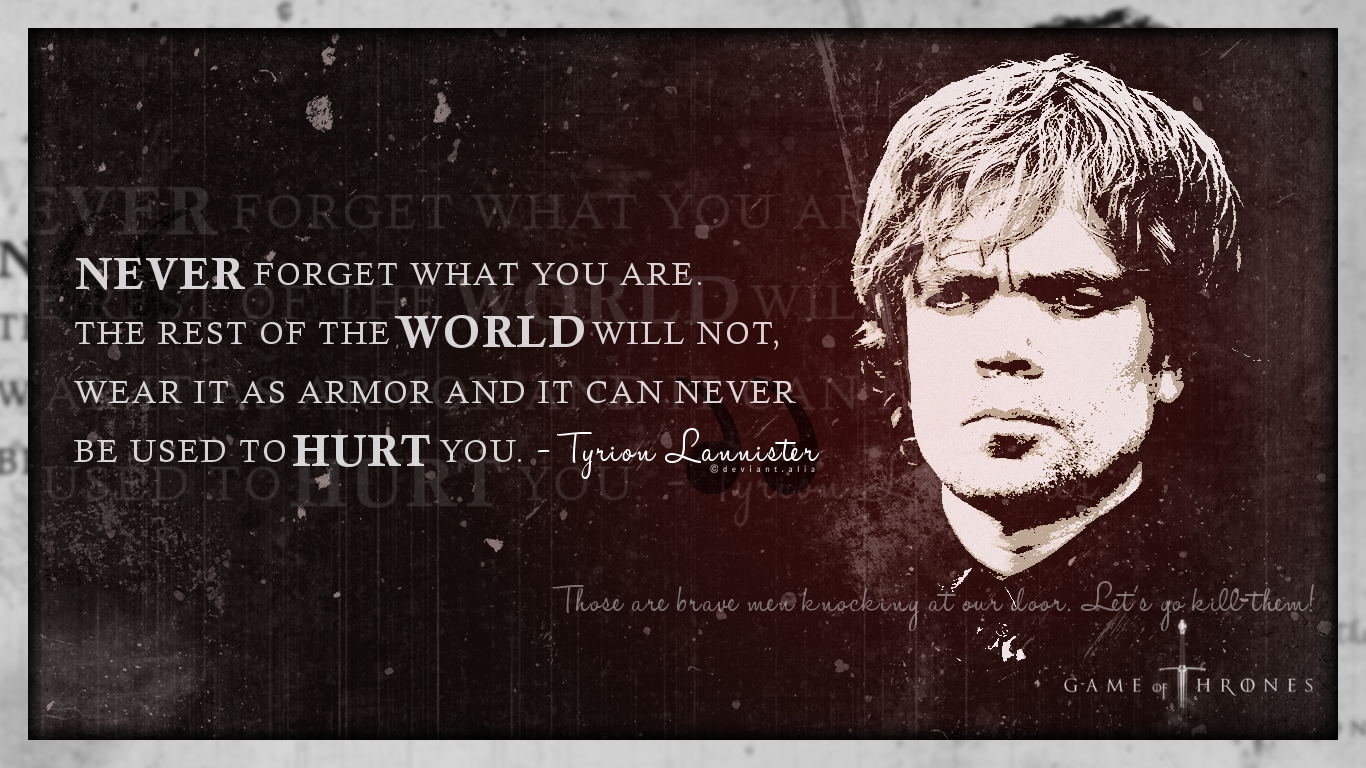 NEVER FORGET WHAT YOU ARE.
THE REST OF THE WORLD WILL NOT,
WEAR IT AS ARMOR AND IT CAN NEVER
BE USED TO HURT YOU. - Tyrion Lannister
©deviant.alia
Those are brave men knocking at our door. Let's go kill them!
GAME OF THRONES